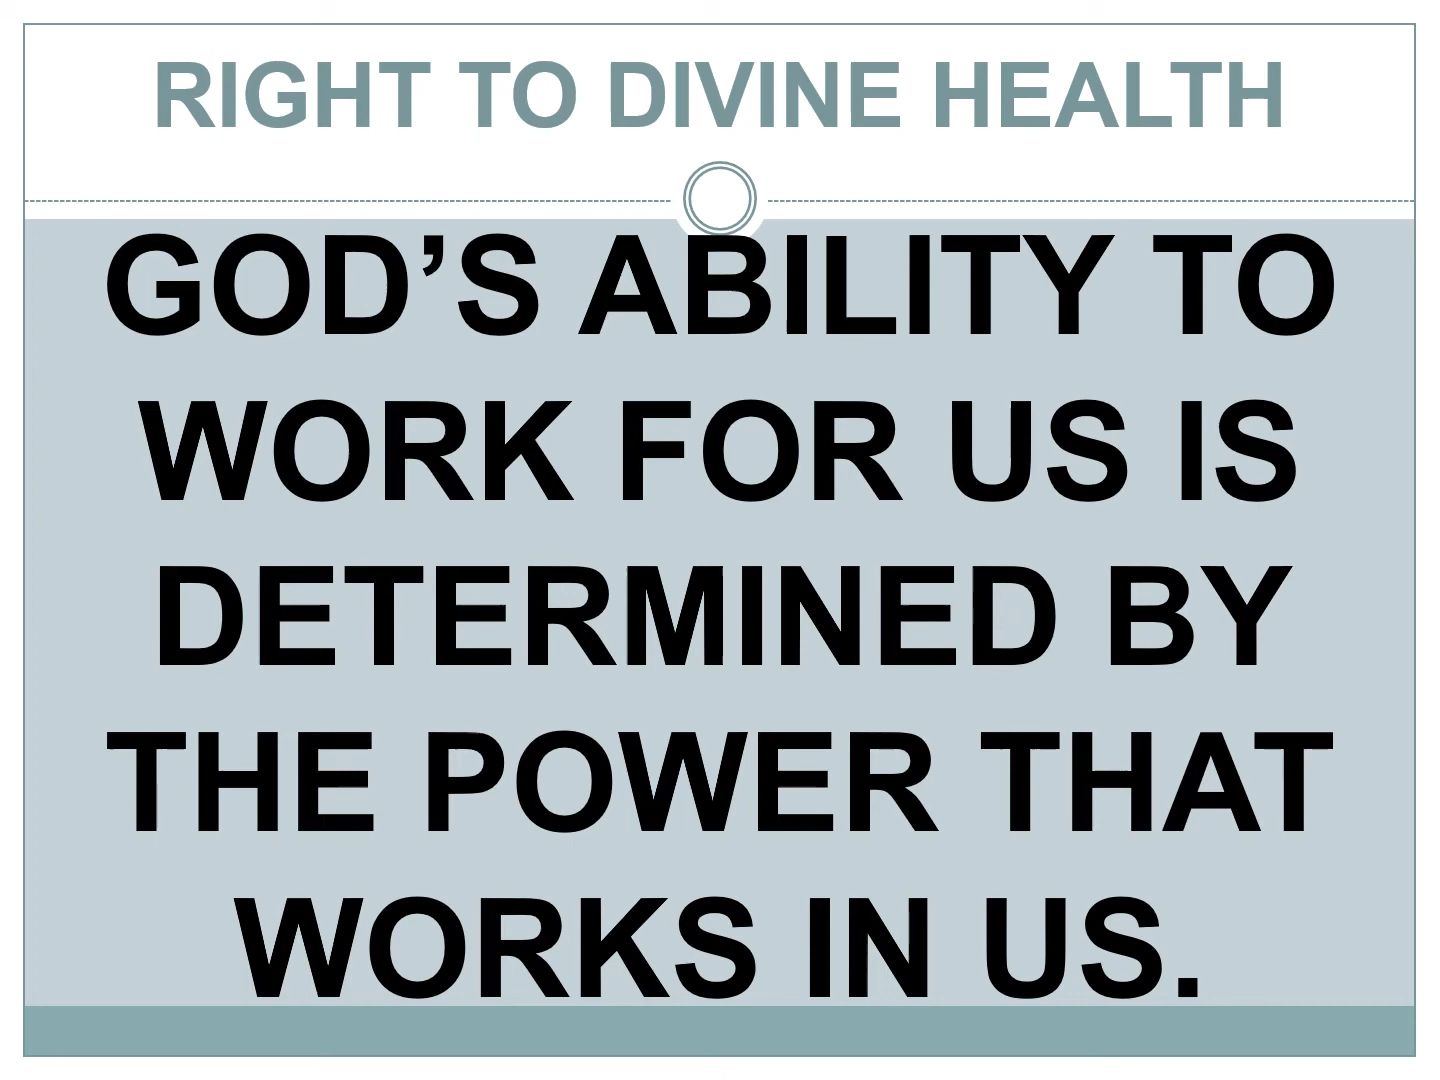 RIGHT TO DIVINE HEALTH
GOD’S ABILITY TO
WORK FOR US IS
DETERMINED BY
THE POWER THAT
WORKS IN US.